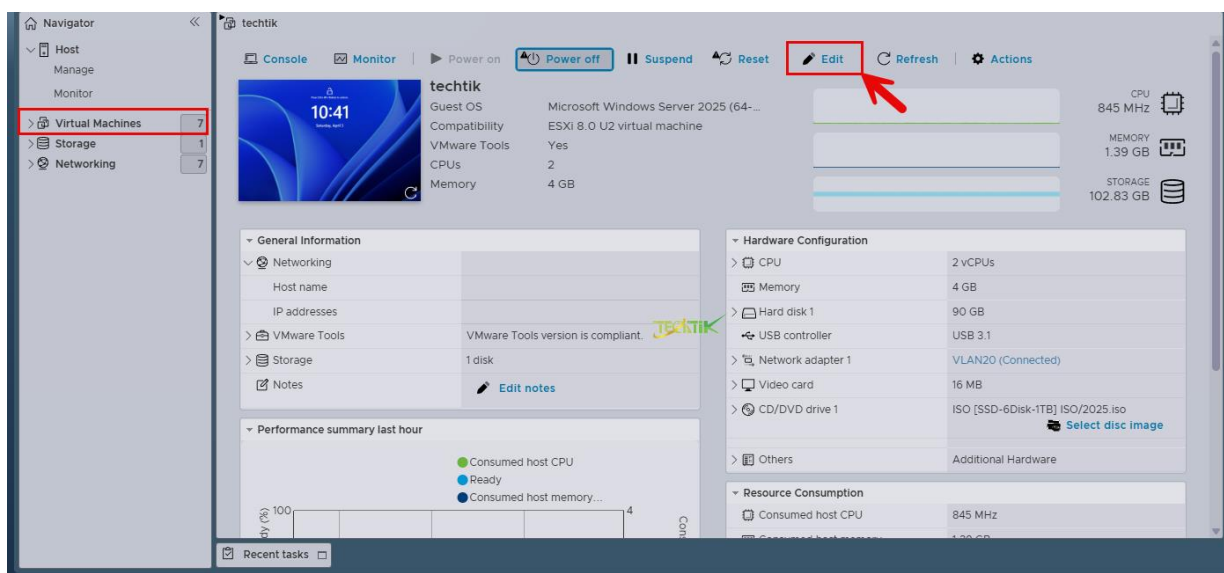 Navigator
techtik
Host
Manage
Monitor
Virtual Machines 7
Storage 1
Networking 7
Console Monitor Power on Power off Suspend Reset Edit Refresh Actions
10:41
techtik
Guest OS Microsoft Windows Server 2025 (64-...
Compatibility ESXi 8.0 U2 virtual machine
VMware Tools Yes
CPUs 2
Memory 4 GB
CPU
845 MHz
MEMORY
1.39 GB
STORAGE
102.83 GB
General Information
Networking
Host name
IP addresses
VMware Tools VMware Tools version is compliant.
Storage 1 disk
Notes Edit notes
TECHTIK
Performance summary last hour
Consumed host CPU
Ready
Consumed host memory...
100 4
Hardware Configuration
CPU 2 vCPUs
Memory 4 GB
Hard disk 1 90 GB
USB controller USB 3.1
Network adapter 1 VLAN20 (Connected)
Video card 16 MB
CD/DVD drive 1 ISO [SSD-6Disk-1TB] ISO/2025.iso
Select disc image
Others Additional Hardware
Resource Consumption
Consumed host CPU 845 MHz
Recent tasks